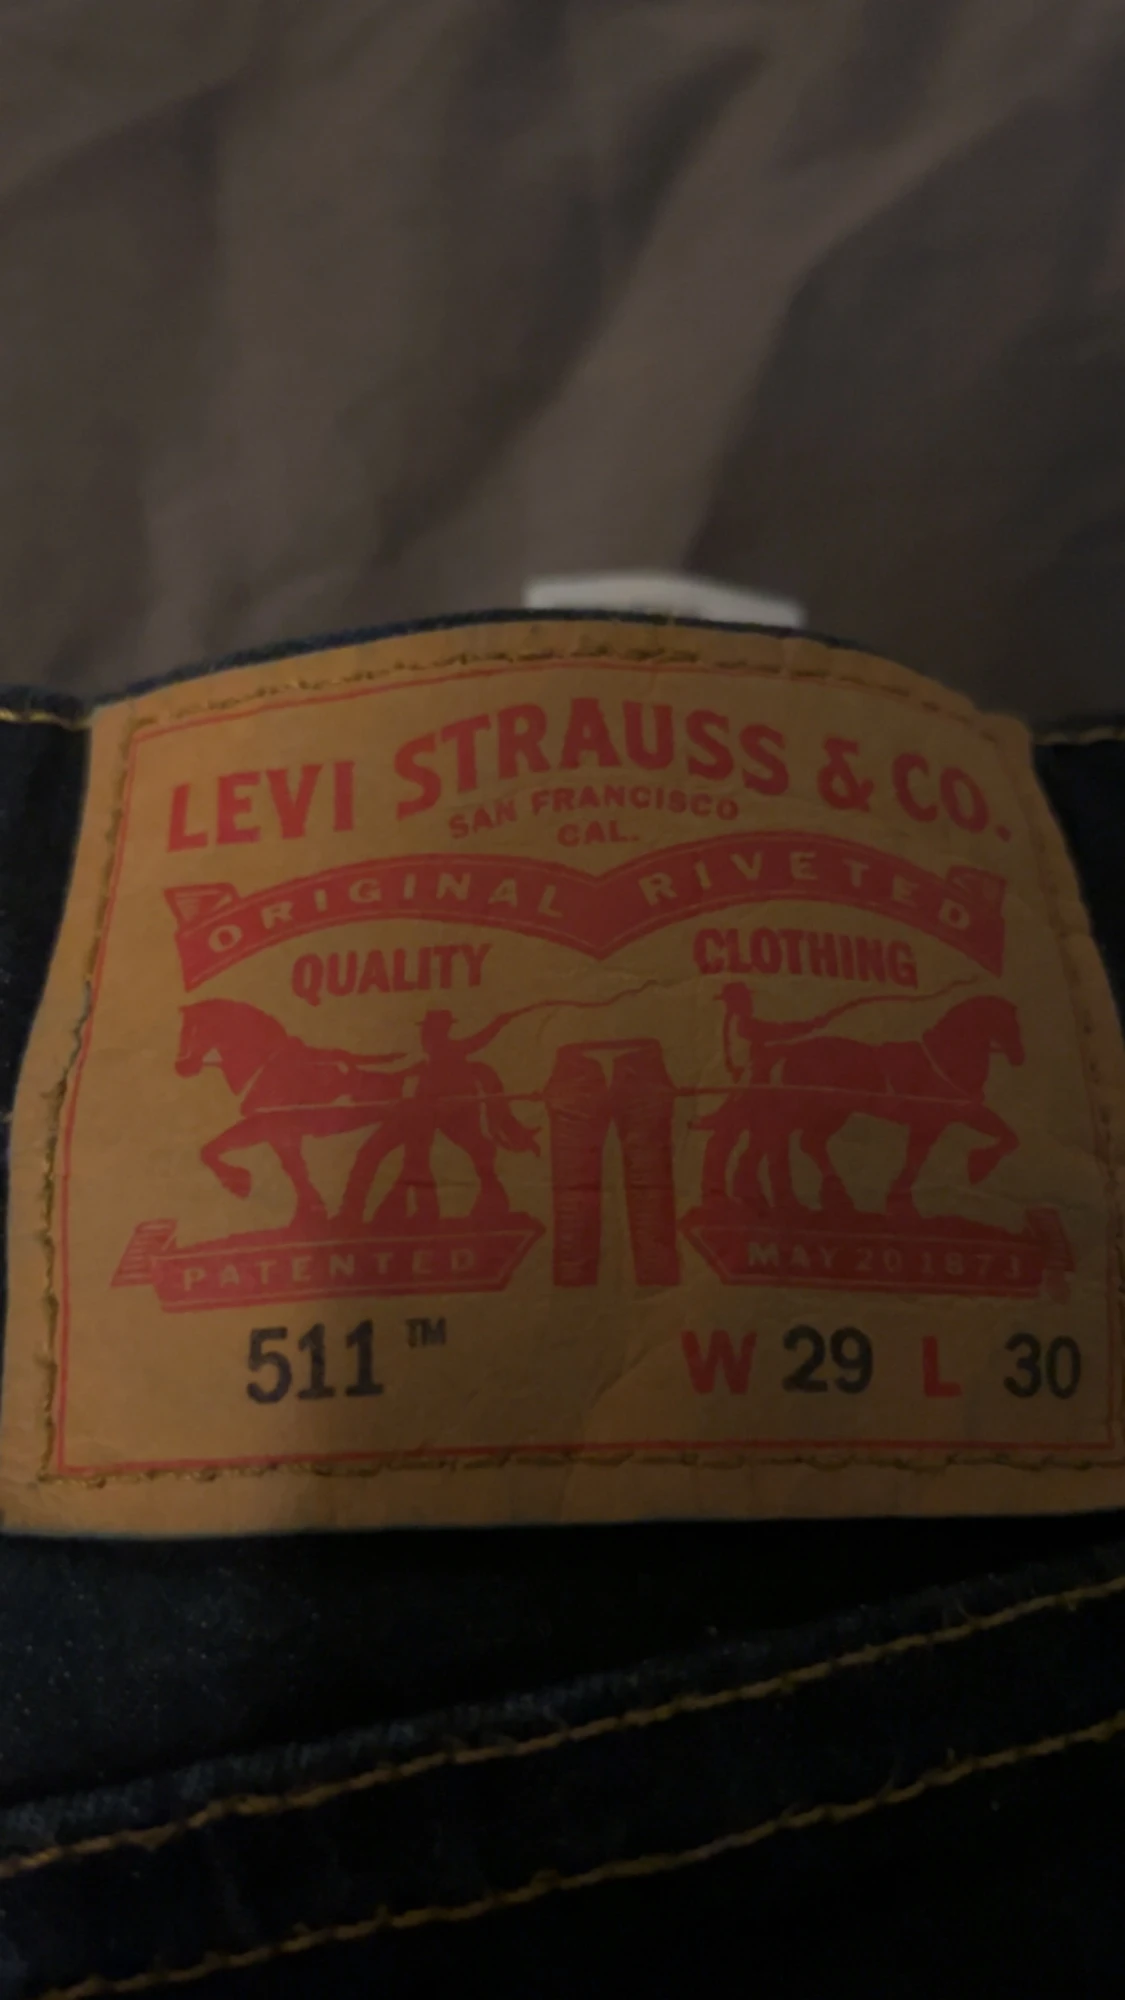 LEVI STRAUSS & CO.
SAN FRANCISCO
CAL.
ORIGINAL RIVETED
QUALITY CLOTHING
PATENTED MAY 20 1873
511™ W 29 L 30